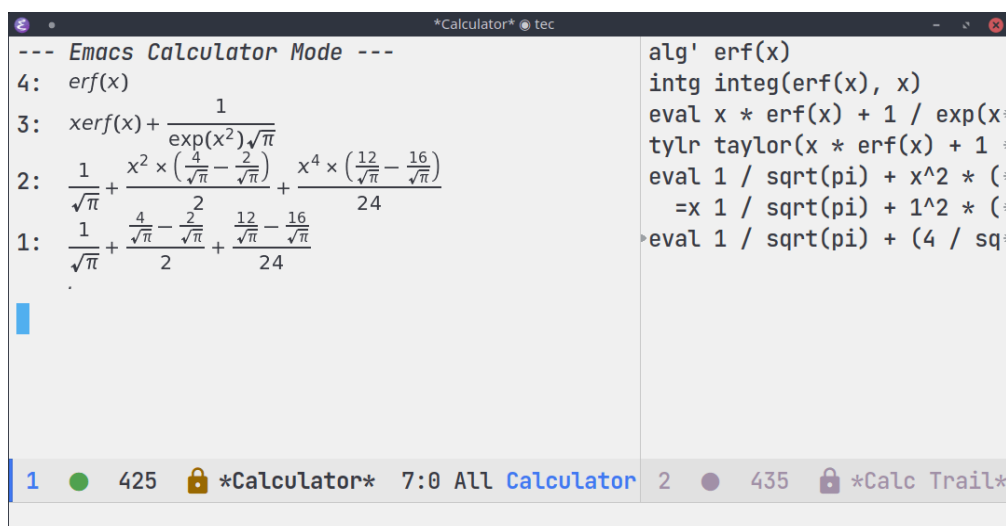 *Calculator* ◉ tec
--- Emacs Calculator Mode ---
4: erf(x)
3: xerf(x) + 1 / exp(x²)√π
2: 1/√π + x² × (4/√π − 2/√π) / 2 + x⁴ × (12/√π − 16/√π) / 24
1: 1/√π + (4/√π − 2/√π) / 2 + (12/√π − 16/√π) / 24
.
alg' erf(x)
intg integ(erf(x), x)
eval x * erf(x) + 1 / exp(x
tylr taylor(x * erf(x) + 1
eval 1 / sqrt(pi) + x^2 * (
=x 1 / sqrt(pi) + 1^2 * (
eval 1 / sqrt(pi) + (4 / sq
1 ● 425 *Calculator* 7:0 All Calculator
2 ● 435 *Calc Trail*